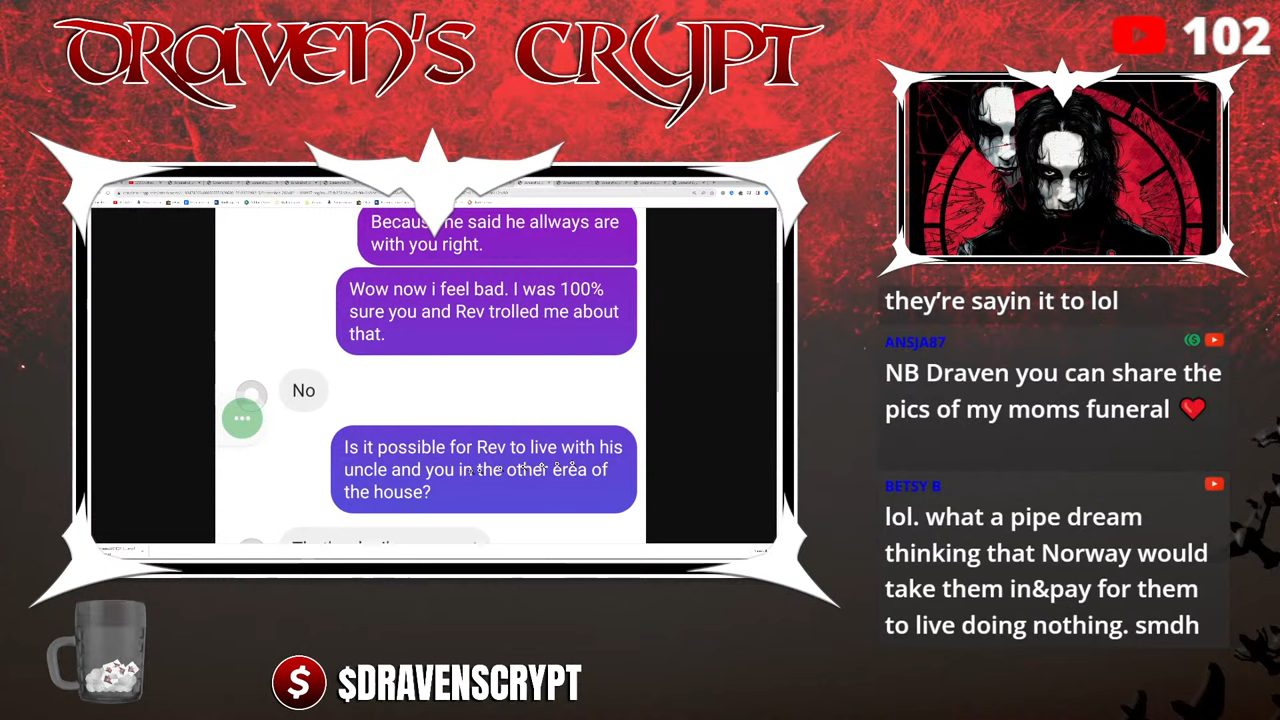 DRAVEN'S CRYPT
102
Because he said he allways are
with you right.
Wow now i feel bad. I was 100%
sure you and Rev trolled me about
that.
No
Is it possible for Rev to live with his
uncle and you in the other erea of
the house?
they're sayin it to lol
ANSJA87
NB Draven you can share the
pics of my moms funeral ❤️
BETSY B
lol. what a pipe dream
thinking that Norway would
take them in&pay for them
to live doing nothing. smdh
$
$DRAVENSCRYPT